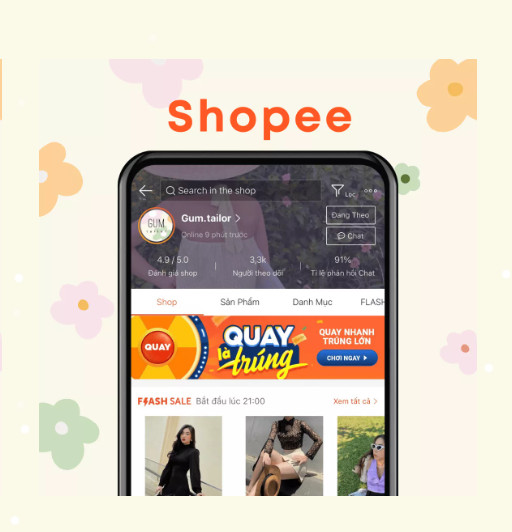 Shopee
Search in the shop
Lọc
GUM
Gum.tailor >
Online 9 phút trước
Đang Theo
Chat
4.9 / 5.0
3,3k
91%
Đánh giá shop
Người theo dõi
Tỉ lệ phản hồi Chat
Shop
Sản Phẩm
Danh Mục
FLASH
QUAY
QUAY
là trúng
QUAY NHANH
TRÚNG LỚN
CHƠI NGAY
FLASH SALE
Bắt đầu lúc 21:00
Xem tất cả >